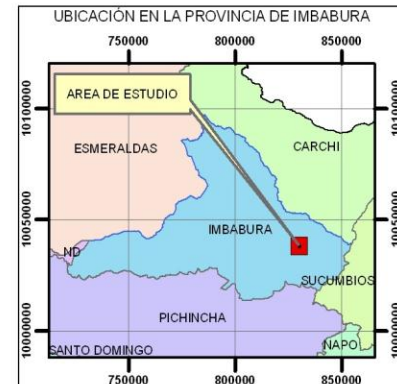 UBICACIÓN EN LA PROVINCIA DE IMBABURA
750000 800000 850000
AREA DE ESTUDIO
10100000 10100000
ESMERALDAS
CARCHI
10050000 10050000
IMBABURA
ND
SUCUMBIOS
PICHINCHA
10000000 10000000
SANTO DOMINGO
NAPO
750000 800000 850000